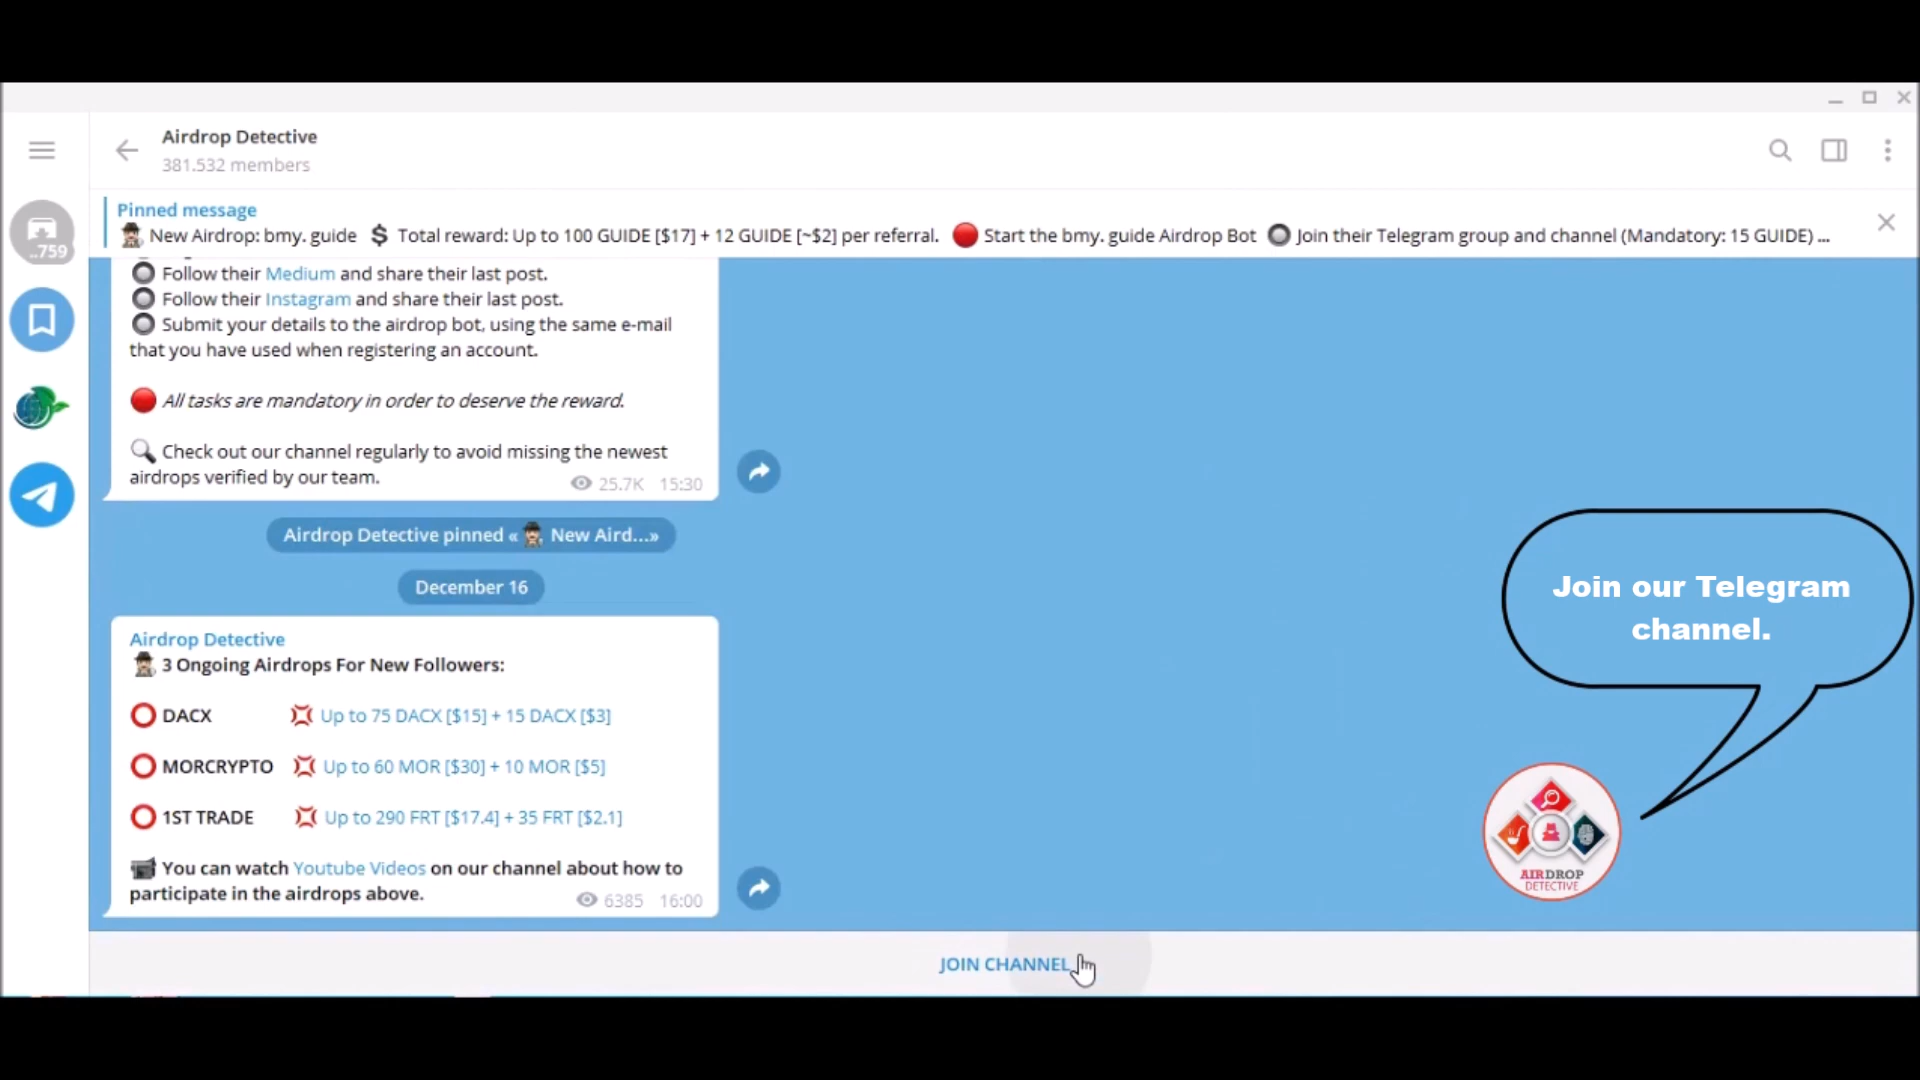 Airdrop Detective
381.532 members
..759
Pinned message
New Airdrop: bmy. guide $ Total reward: Up to 100 GUIDE [$17] + 12 GUIDE [~$2] per referral. Start the bmy. guide Airdrop Bot Join their Telegram group and channel (Mandatory: 15 GUIDE) ...
Follow their Medium and share their last post.
Follow their Instagram and share their last post.
Submit your details to the airdrop bot, using the same e-mail
that you have used when registering an account.
All tasks are mandatory in order to deserve the reward.
Check out our channel regularly to avoid missing the newest
airdrops verified by our team.
25.7K 15:30
Airdrop Detective pinned « New Aird...»
December 16
Airdrop Detective
3 Ongoing Airdrops For New Followers:
DACX Up to 75 DACX [$15] + 15 DACX [$3]
MORCRYPTO Up to 60 MOR [$30] + 10 MOR [$5]
1ST TRADE Up to 290 FRT [$17.4] + 35 FRT [$2.1]
You can watch Youtube Videos on our channel about how to
participate in the airdrops above.
6385 16:00
Join our Telegram
channel.
AIRDROP
DETECTIVE
JOIN CHANNEL